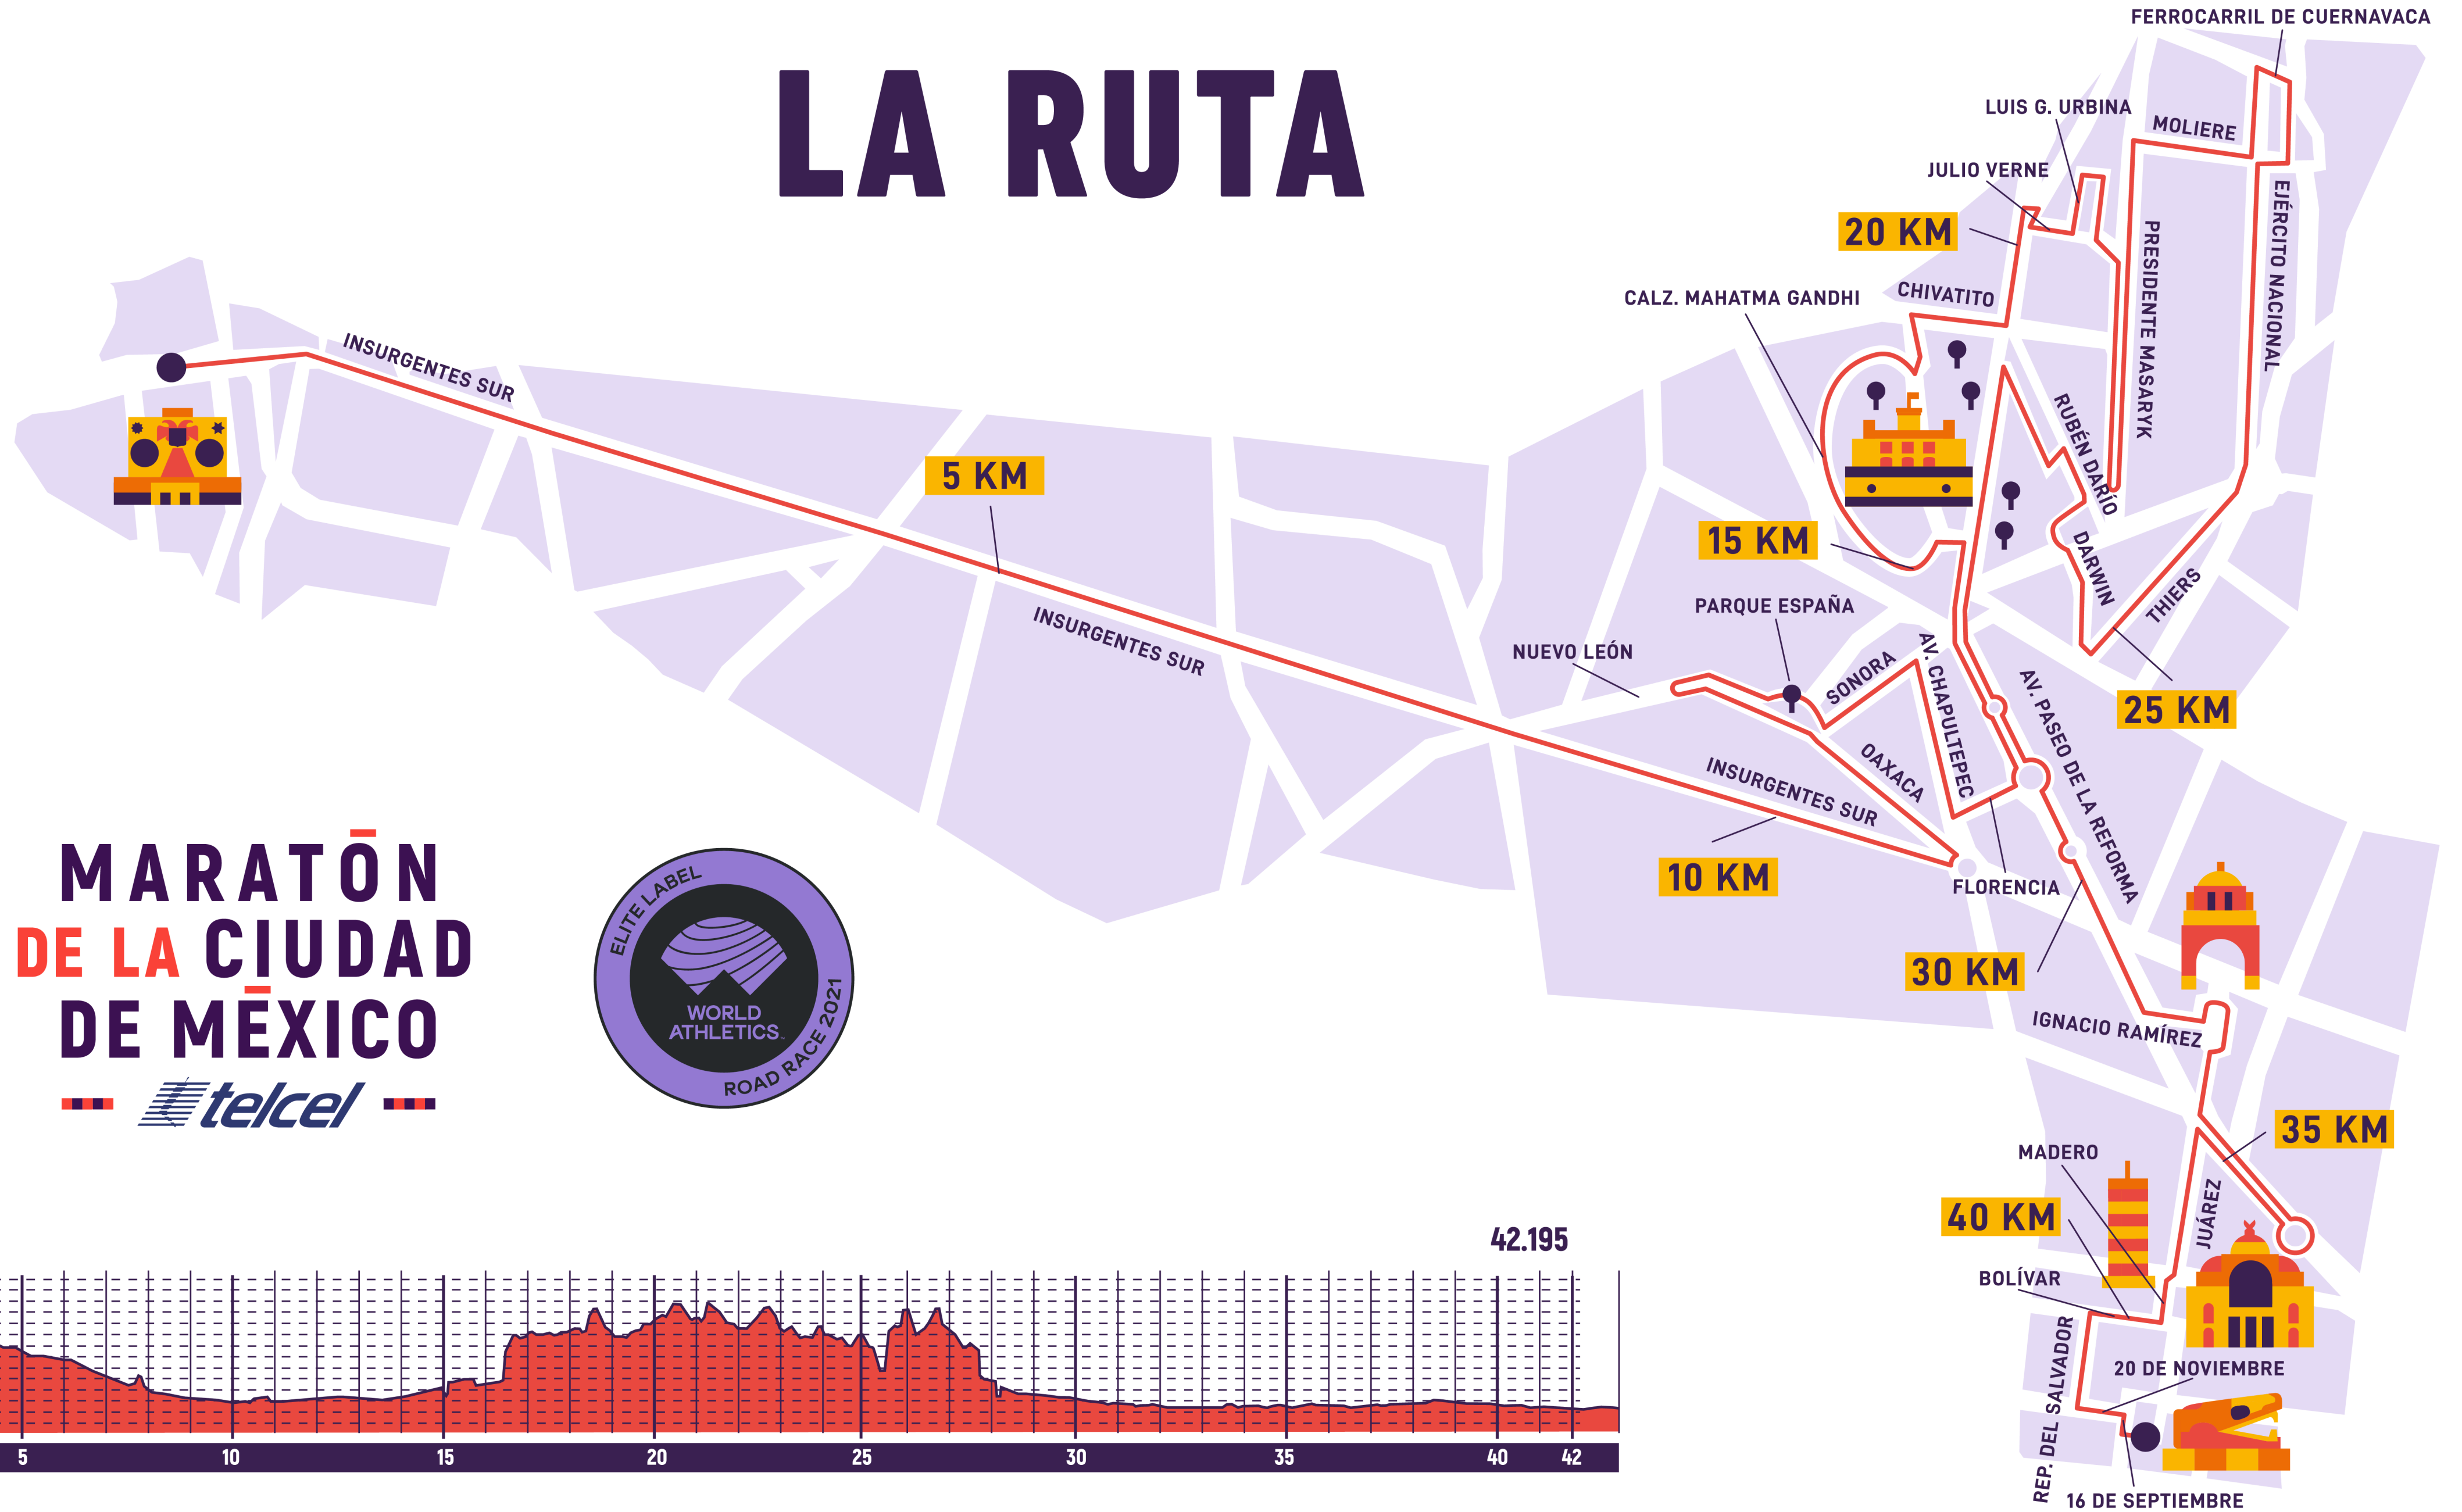 LA RUTA
FERROCARRIL DE CUERNAVACA
LUIS G. URBINA
MOLIERE
JULIO VERNE
20 KM
PRESIDENTE MASARYK
EJÉRCITO NACIONAL
CALZ. MAHATMA GANDHI
CHIVATITO
INSURGENTES SUR
5 KM
RUBÉN DARÍO
15 KM
DARWIN
THIERS
INSURGENTES SUR
PARQUE ESPAÑA
NUEVO LEÓN
SONORA
AV. CHAPULTEPEC
AV. PASEO DE LA REFORMA
25 KM
OAXACA
INSURGENTES SUR
10 KM
FLORENCIA
30 KM
IGNACIO RAMÍREZ
35 KM
MADERO
40 KM
JUÁREZ
BOLÍVAR
REP. DEL SALVADOR
20 DE NOVIEMBRE
16 DE SEPTIEMBRE
MARATŌN
DE LA CIUDAD
DE MĒXICO
telcel
ELITE LABEL
WORLD
ATHLETICS™
ROAD RACE 2021
42.195
5 10 15 20 25 30 35 40 42